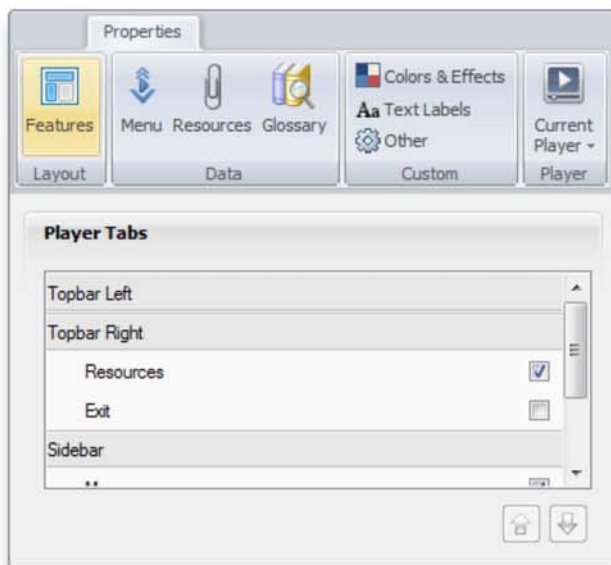 Properties
Features
Menu
Resources
Glossary
Colors & Effects
Aa Text Labels
Other
Current
Player
Layout
Data
Custom
Player
Player Tabs
Topbar Left
Topbar Right
Resources
Exit
Sidebar